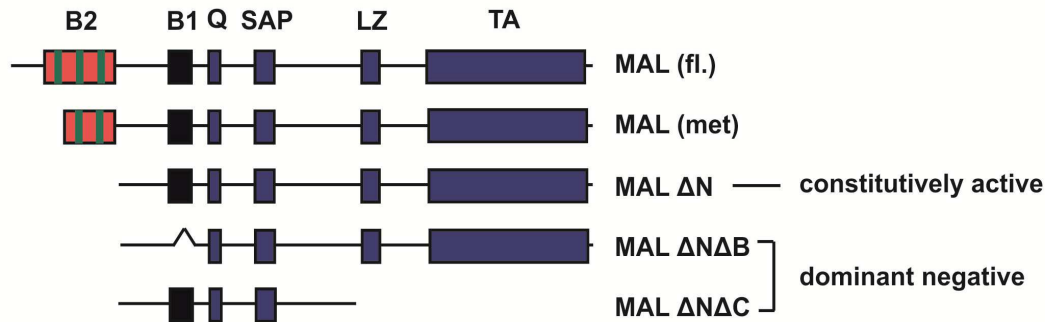 B2 B1 Q SAP LZ TA
MAL (fl.)
MAL (met)
MAL ΔN constitutively active
MAL ΔNΔB
dominant negative
MAL ΔNΔC